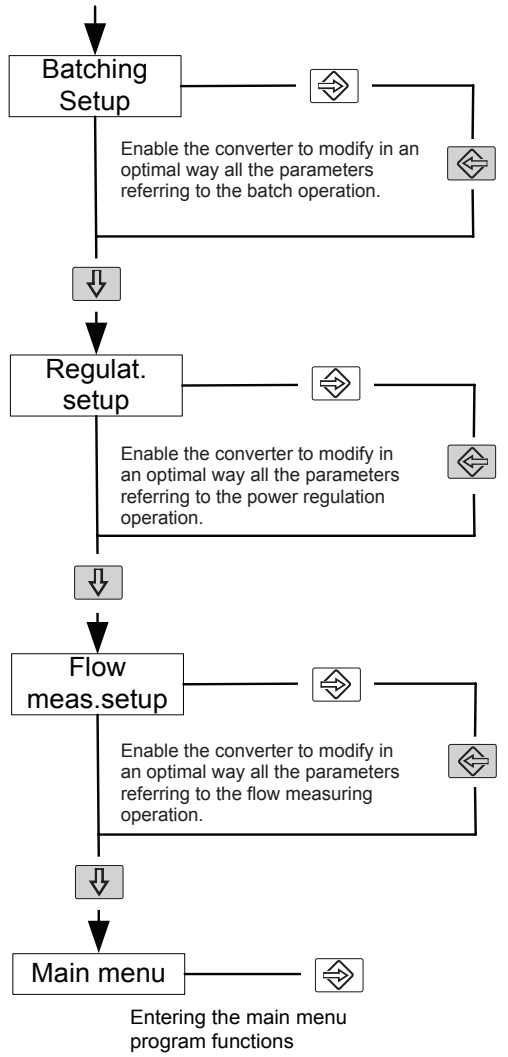 Batching
Setup
Enable the converter to modify in an
optimal way all the parameters
referring to the batch operation.
Regulat.
setup
Enable the converter to modify in
an optimal way all the parameters
referring to the power regulation
operation.
Flow
meas.setup
Enable the converter to modify in
an optimal way all the parameters
referring to the flow measuring
operation.
Main menu
Entering the main menu
program functions